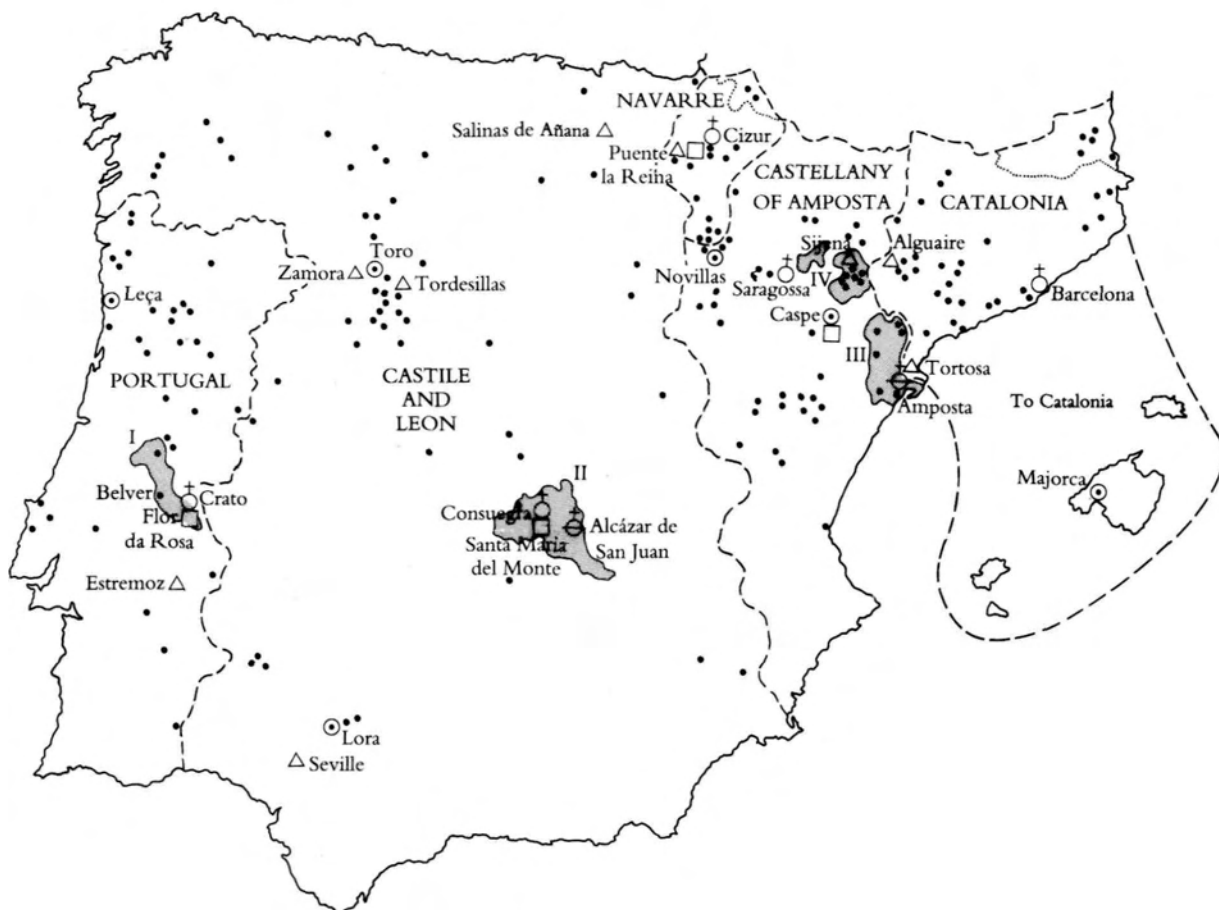 NAVARRE
Salinas de Añana
Cizur
Puente
la Reina
CASTELLANY
OF AMPOSTA
CATALONIA
Toro
Zamora
Tordesillas
Novillas
Sijena
Alguaire
Saragossa
IV
Barcelona
Leça
Caspe
III
PORTUGAL
CASTILE
AND
LEON
Tortosa
Amposta
To Catalonia
I
II
Majorca
Belver
Crato
Flor
da Rosa
Consuegra
Santa Maria
del Monte
Alcázar de
San Juan
Estremoz
Lora
Seville